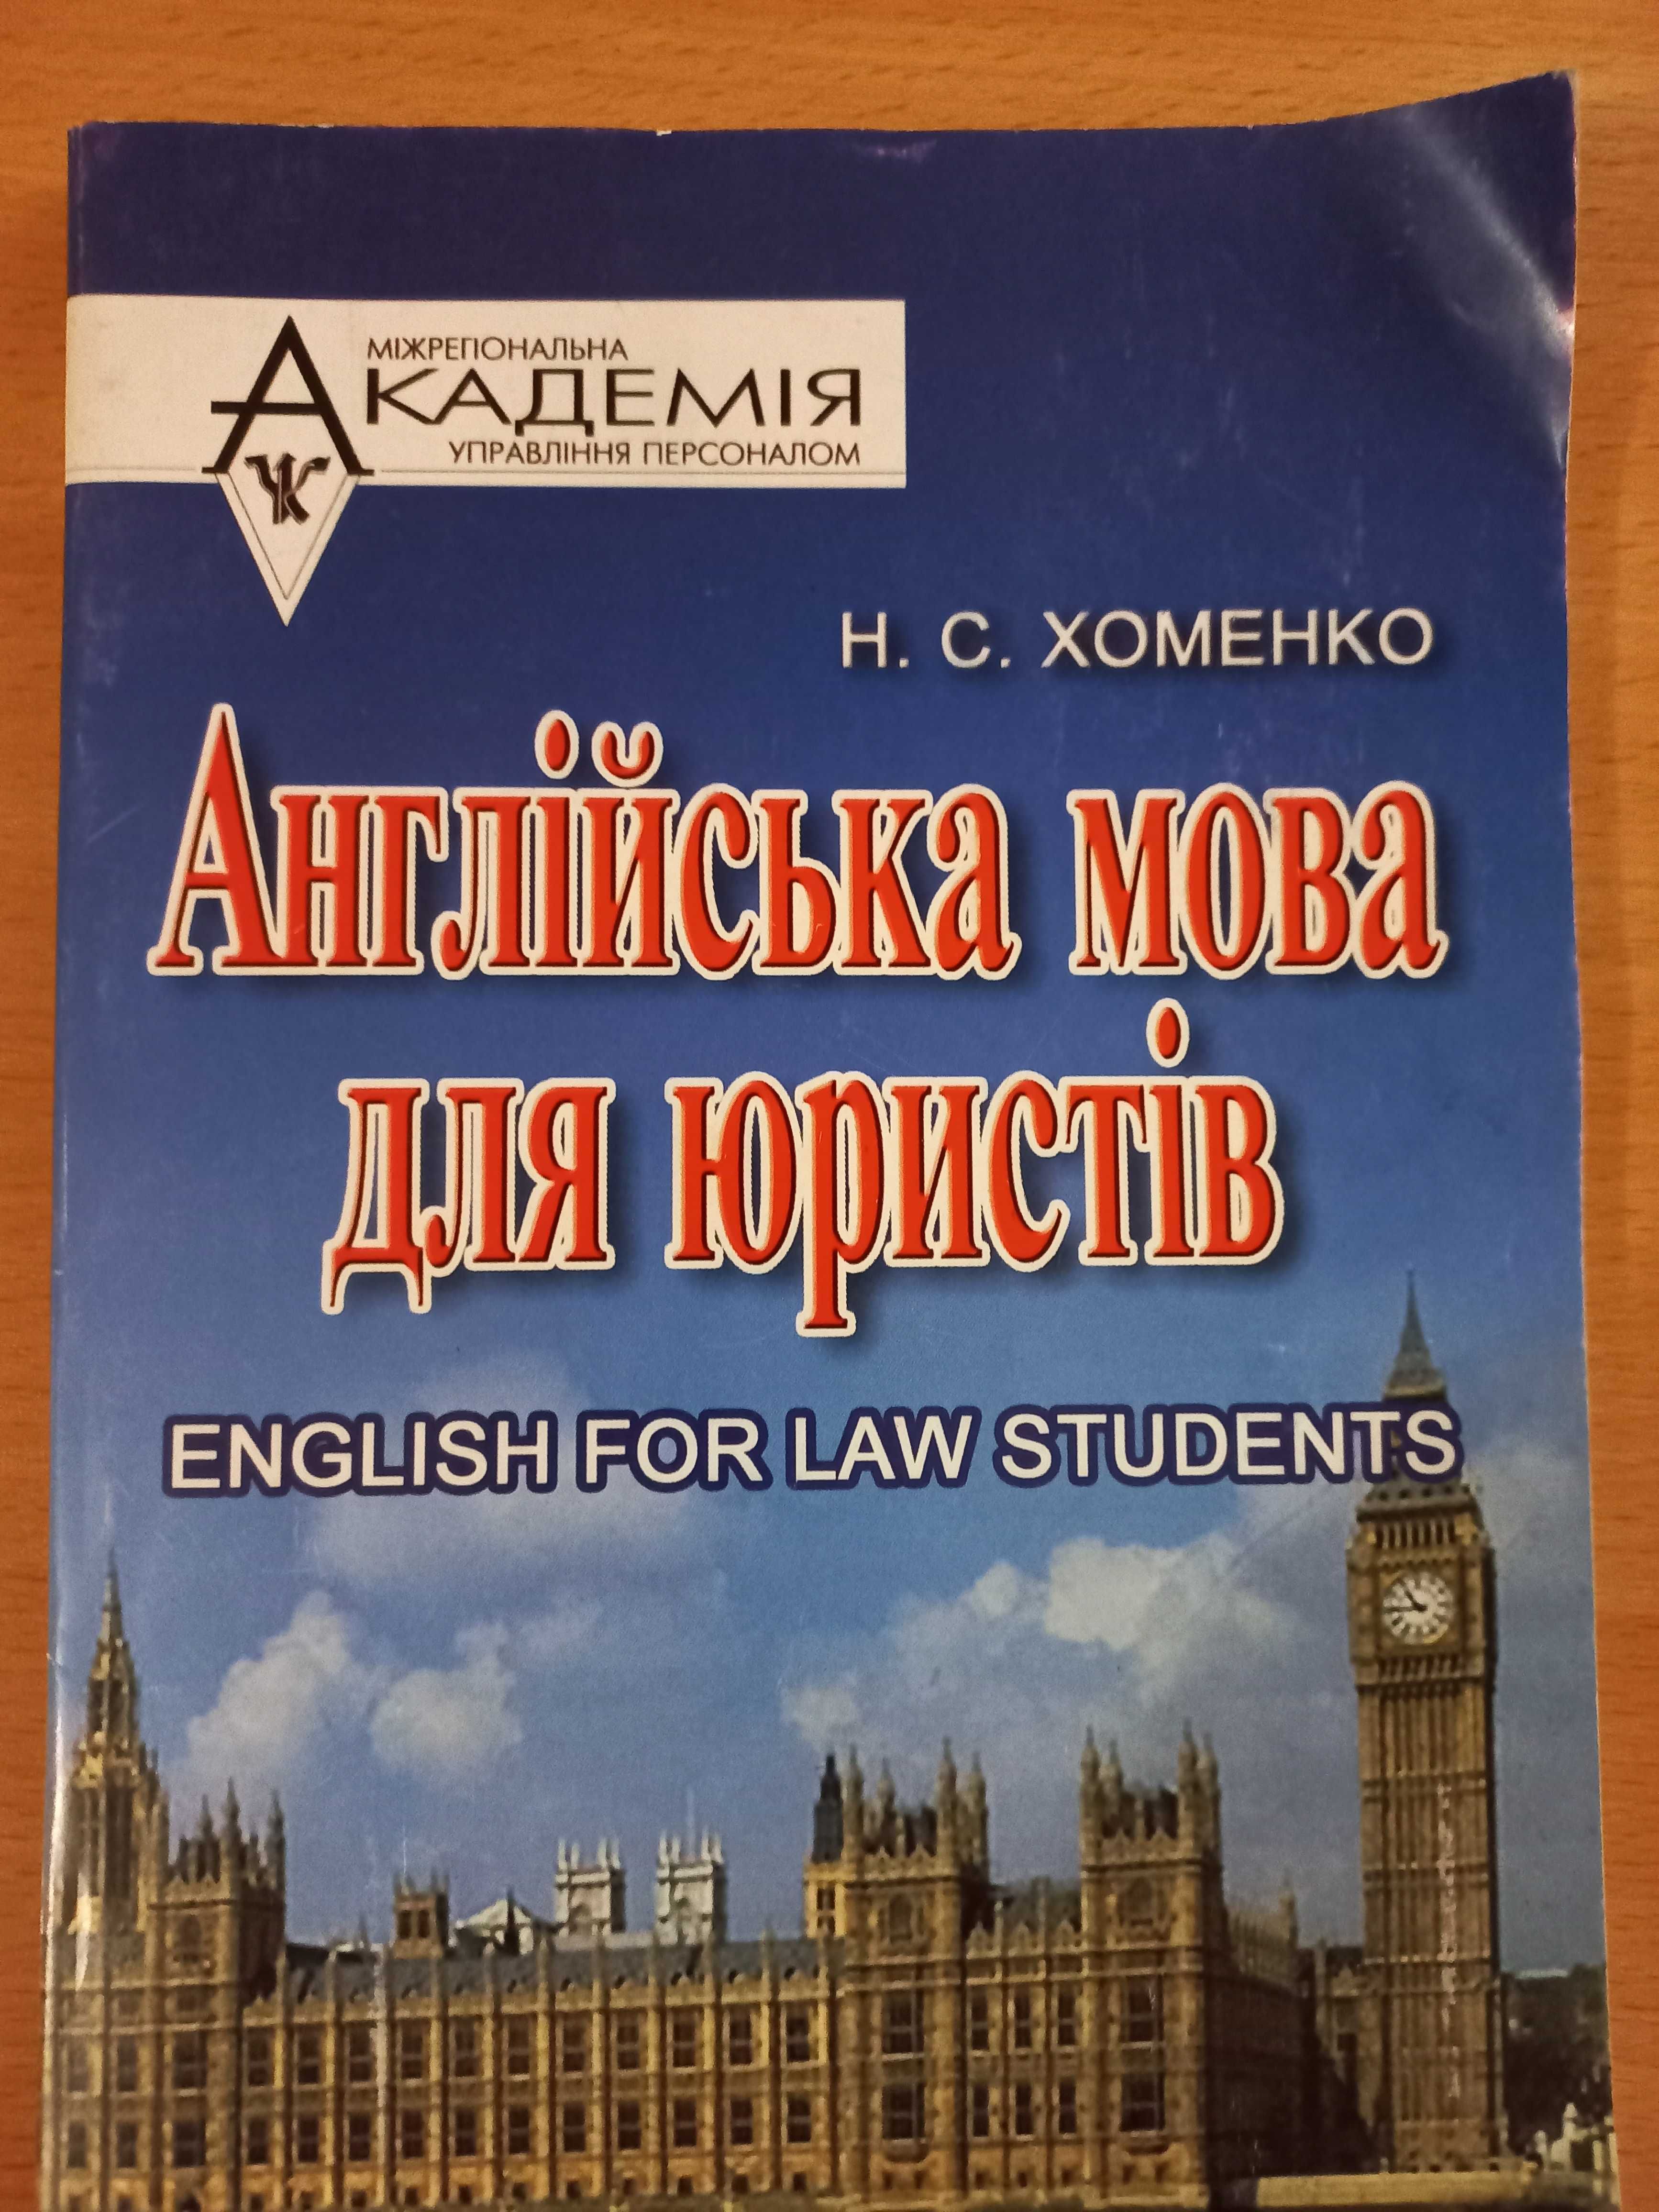 МІЖРЕГІОНАЛЬНА
АКАДЕМІЯ
УПРАВЛІННЯ ПЕРСОНАЛОМ
Н. С. ХОМЕНКО
Англійська мова
для юристів
ENGLISH FOR LAW STUDENTS